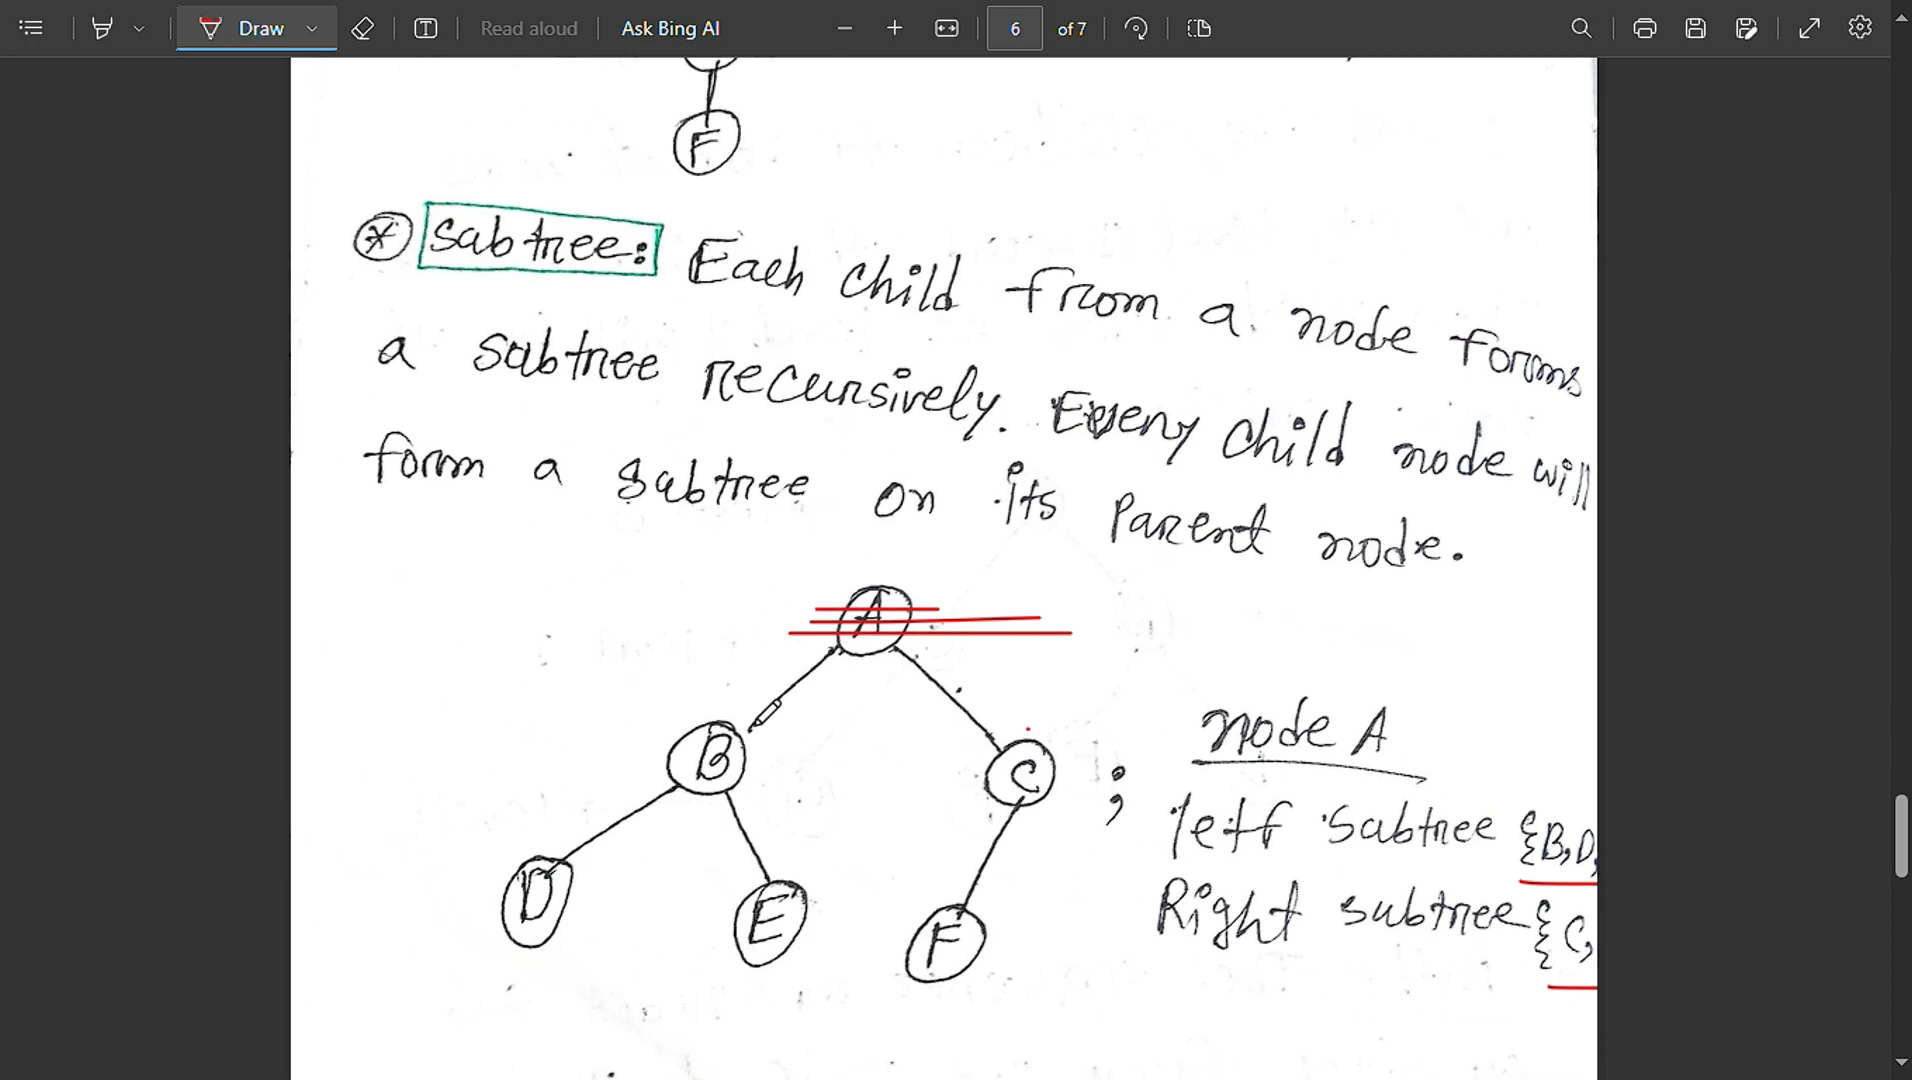 Draw
Read aloud
Ask Bing AI
6 of 7
F
* Subtree: Each child from a node forms
a subtree recursively. Every child node will
form a subtree on its Parent node.
A
B
C
;
node A
D
E
F
leff subtree {B,D,
Right subtree {C,